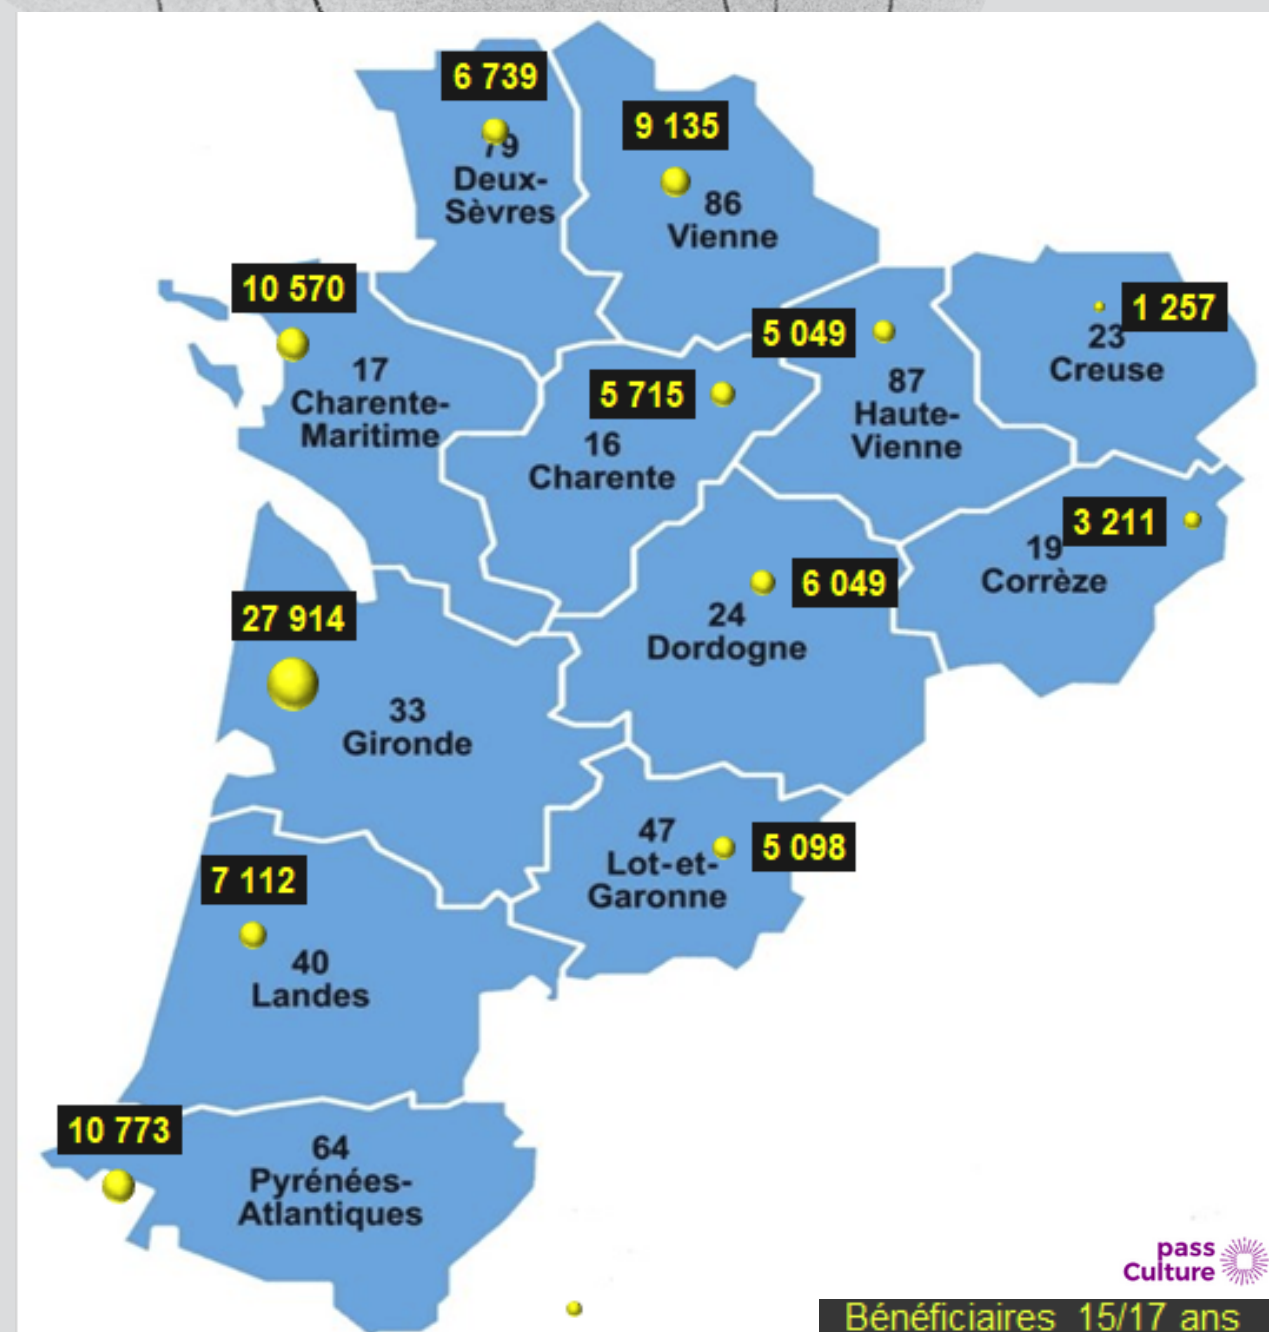 6 739
79
Deux-
Sèvres
9 135
86
Vienne
10 570
17
Charente-
Maritime
5 715
16
Charente
5 049
87
Haute-
Vienne
1 257
23
Creuse
3 211
19
Corrèze
6 049
24
Dordogne
27 914
33
Gironde
47
Lot-et-
Garonne
5 098
7 112
40
Landes
10 773
64
Pyrénées-
Atlantiques
pass
Culture
Bénéficiaires 15/17 ans